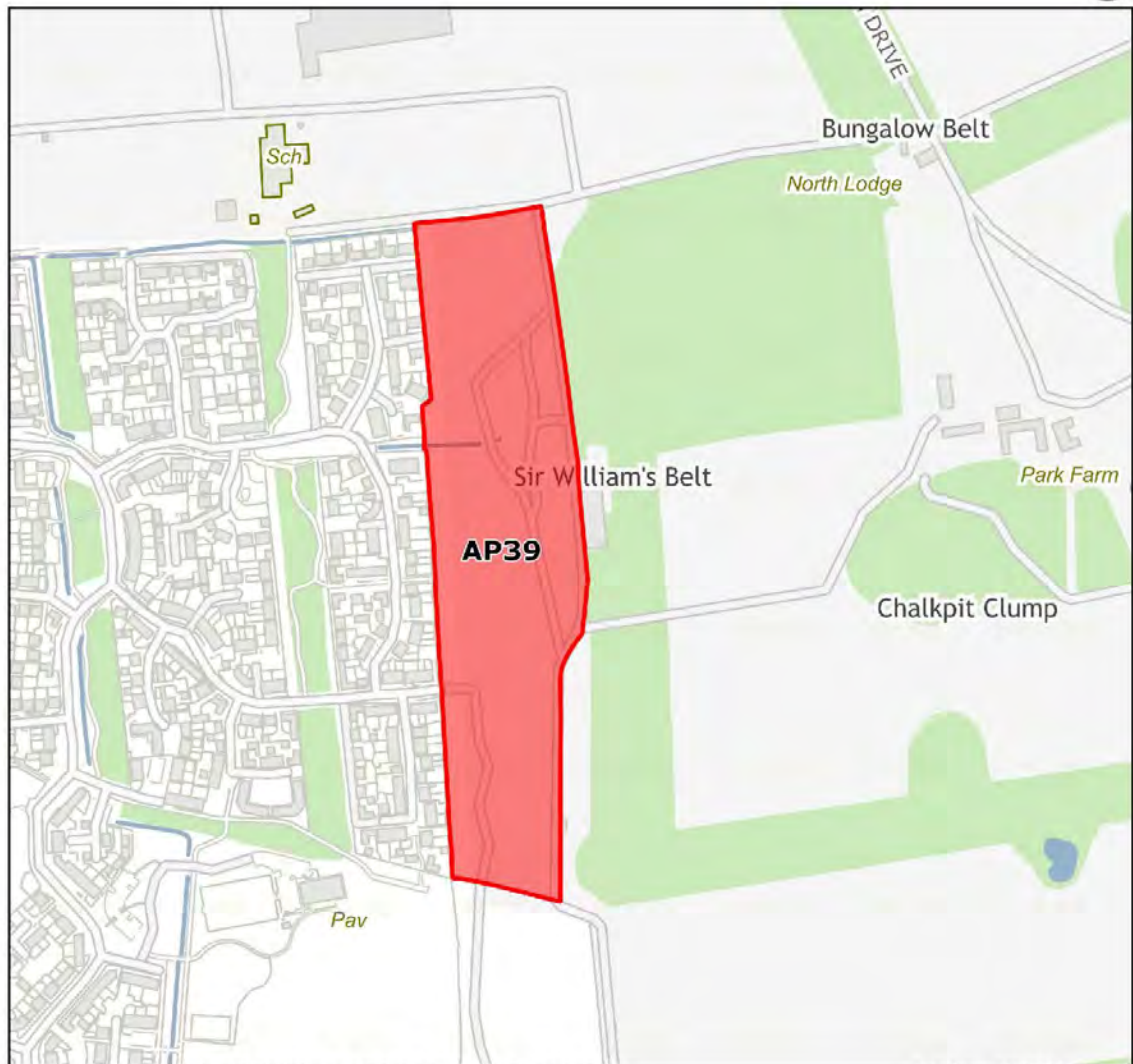 DRIVE
Bungalow Belt
Sch
North Lodge
Sir William's Belt
Park Farm
AP39
Chalkpit Clump
Pav